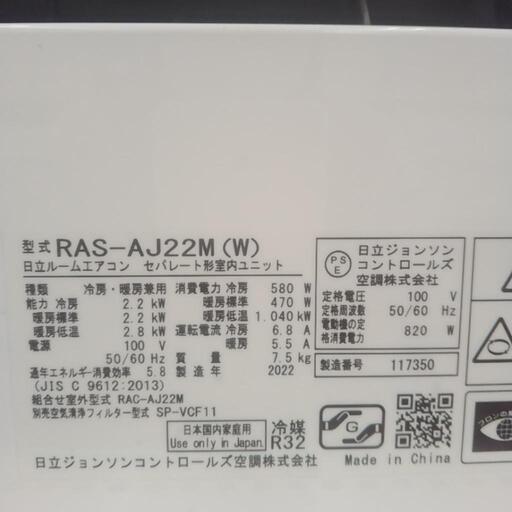 型式 RAS-AJ22M(W)
日立ルームエアコン セパレート形室内ユニット
種類 冷房・暖房兼用
能力 冷房 2.2 kW
暖房標準 2.2 kW
暖房低温 2.8 kW
電源 100 V
50/60 Hz
消費電力 冷房 580 W
暖房標準 470 W
暖房低温 1.040 kW
運転電流 冷房 6.8 A
暖房 5.5 A
質量 7.5 kg
製造年 2022
通年エネルギー消費効率 5.8
(JIS C 9612:2013)
組合せ室外型式 RAC-AJ22M
別売空気清浄フィルター型式 SP-VCF11
日本国内家庭用
Use only in Japan.
冷媒
R32
日立ジョンソンコントロールズ空調株式会社
PS
E
日立ジョンソン
コントロールズ
空調株式会社
定格電圧 100 V
定格周波数 50/60 Hz
電動機の定
格消費電力 820 W
製造番号 117350
G
Made in China
フロンの